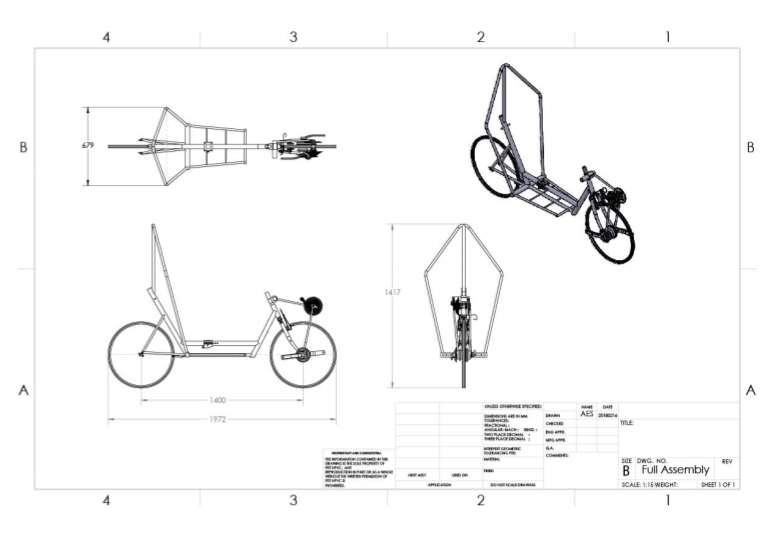 4 3 2 1
B B
679
1417
A A
1400
1972
UNLESS OTHERWISE SPECIFIED:
DIMENSIONS ARE IN MM
TOLERANCES:
FRACTIONAL±
ANGULAR: MACH± BEND ±
TWO PLACE DECIMAL ±
THREE PLACE DECIMAL ±
INTERPRET GEOMETRIC
TOLERANCING PER:
MATERIAL
FINISH
DO NOT SCALE DRAWING
NAME DATE
DRAWN AES 20180216
CHECKED
ENG APPR.
MFG APPR.
Q.A.
COMMENTS:
PROPRIETARY AND CONFIDENTIAL
THE INFORMATION CONTAINED IN THIS
DRAWING IS THE SOLE PROPERTY OF
ANY
REPRODUCTION IN PART OR AS A WHOLE
WITHOUT THE WRITTEN PERMISSION OF
IS
PROHIBITED.
NEXT ASSY USED ON
APPLICATION
TITLE:
SIZE DWG. NO. REV
B Full Assembly
SCALE: 1:15 WEIGHT: SHEET 1 OF 1
4 3 2 1